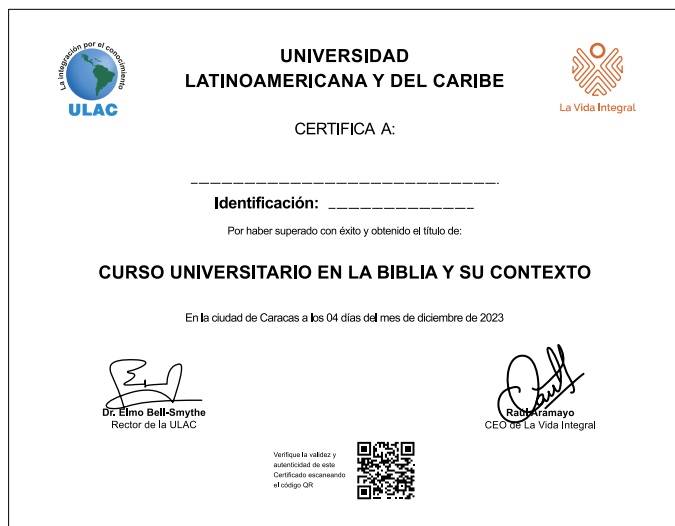 La integración por el conocimiento
ULAC
UNIVERSIDAD
LATINOAMERICANA Y DEL CARIBE
La Vida Integral
CERTIFICA A:
Identificación:
Por haber superado con éxito y obtenido el título de:
CURSO UNIVERSITARIO EN LA BIBLIA Y SU CONTEXTO
En la ciudad de Caracas a los 04 días del mes de diciembre de 2023
Dr. Elmo Bell-Smythe
Rector de la ULAC
Raúl Aramayo
CEO de La Vida Integral
Verifique la validez y
autenticidad de este
Certificado escaneando
el código QR